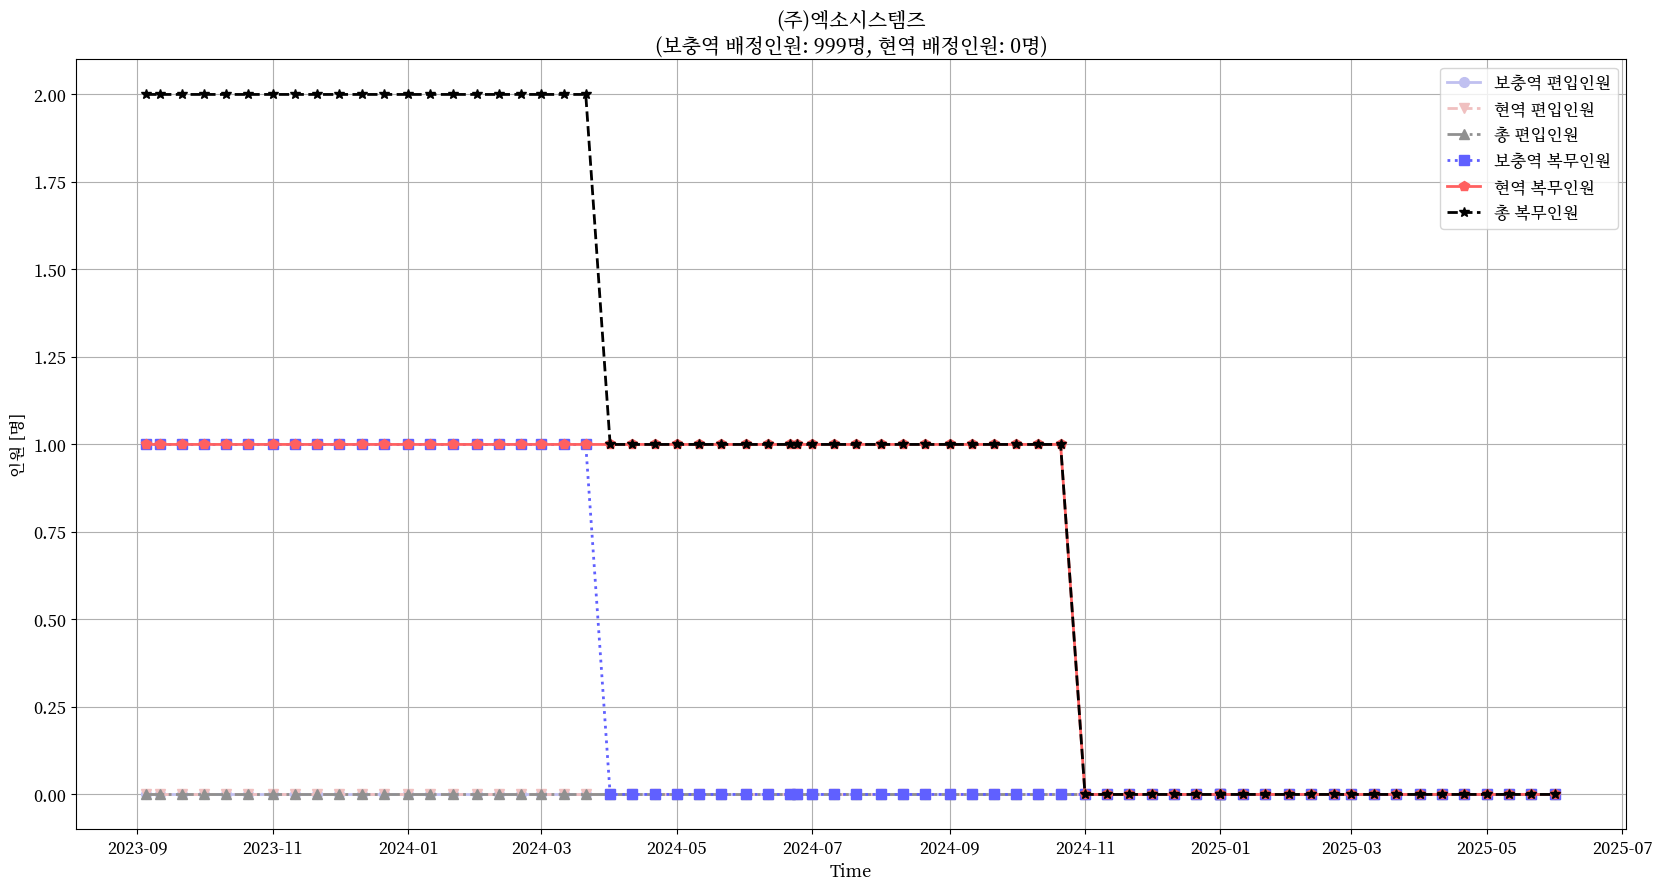 (주)엑소시스템즈
(보충역 배정인원: 999명, 현역 배정인원: 0명)
보충역 편입인원
현역 편입인원
총 편입인원
보충역 복무인원
현역 복무인원
총 복무인원
인원 [명]
2.00
1.75
1.50
1.25
1.00
0.75
0.50
0.25
0.00
2023-09 2023-11 2024-01 2024-03 2024-05 2024-07 2024-09 2024-11 2025-01 2025-03 2025-05 2025-07
Time